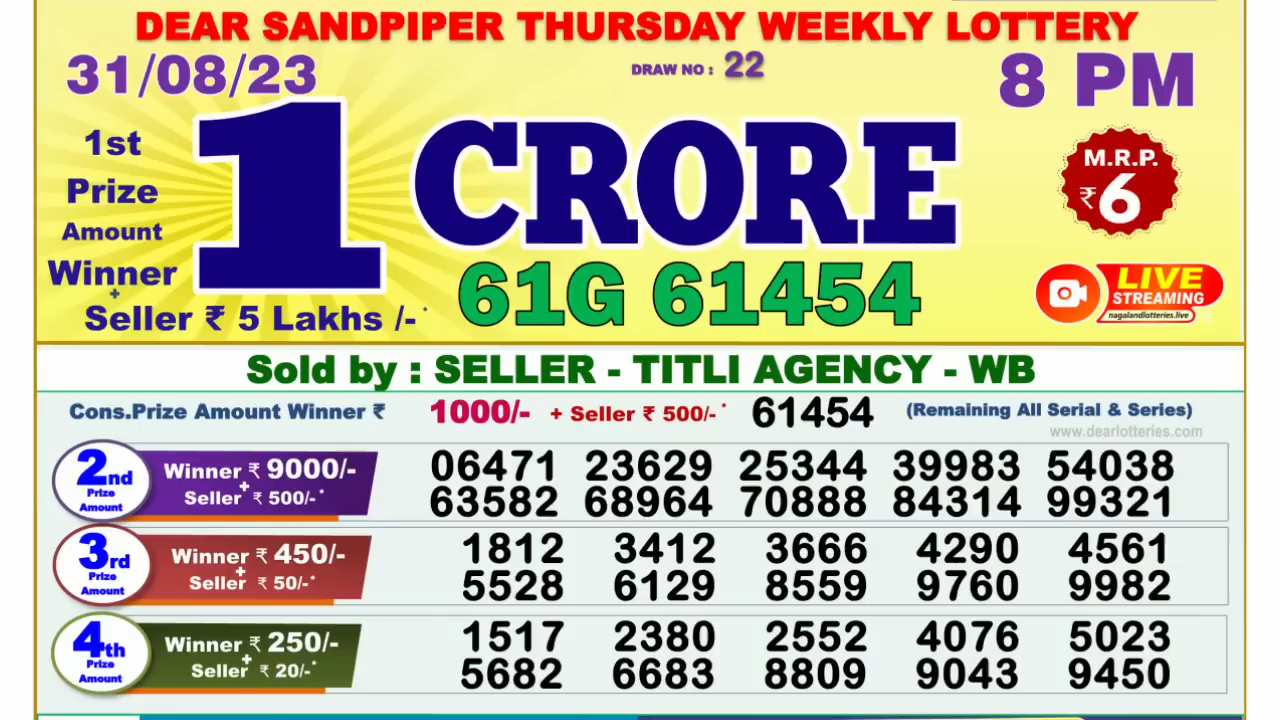 DEAR SANDPIPER THURSDAY WEEKLY LOTTERY
31/08/23
DRAW NO : 22
8 PM
1st
Prize
Amount
Winner
+
Seller ₹ 5 Lakhs /-*
1 CRORE
61G 61454
M.R.P.
₹6
LIVE
STREAMING
nagalandlotteries.live
Sold by : SELLER - TITLI AGENCY - WB
Cons.Prize Amount Winner ₹ 1000/- + Seller ₹ 500/-* 61454 (Remaining All Serial & Series)
www.dearlotteries.com
2nd
Prize
Amount
Winner ₹ 9000/-
+
Seller ₹ 500/-*
06471 23629 25344 39983 54038
63582 68964 70888 84314 99321
3rd
Prize
Amount
Winner ₹ 450/-
+
Seller ₹ 50/-*
1812 3412 3666 4290 4561
5528 6129 8559 9760 9982
4th
Prize
Amount
Winner ₹ 250/-
+
Seller ₹ 20/-*
1517 2380 2552 4076 5023
5682 6683 8809 9043 9450